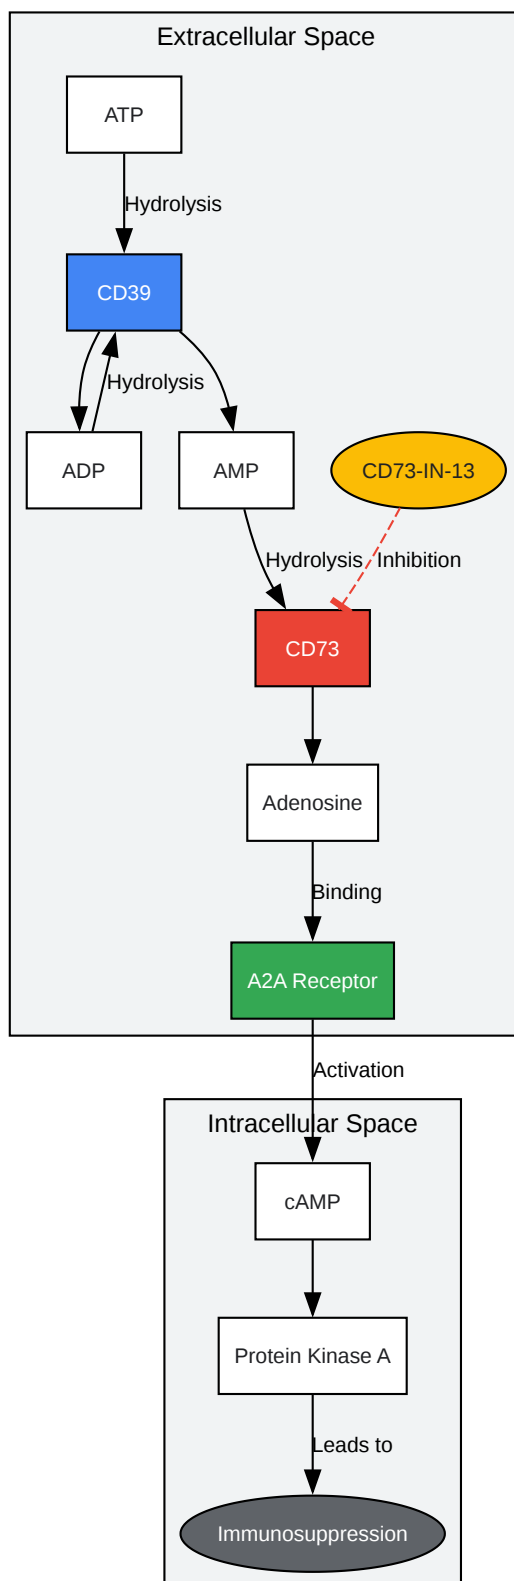 Extracellular Space
ATP
Hydrolysis
CD39
Hydrolysis
ADP
AMP
CD73-IN-13
Hydrolysis
Inhibition
CD73
Adenosine
Binding
A2A Receptor
Activation
Intracellular Space
cAMP
Protein Kinase A
Leads to
Immunosuppression